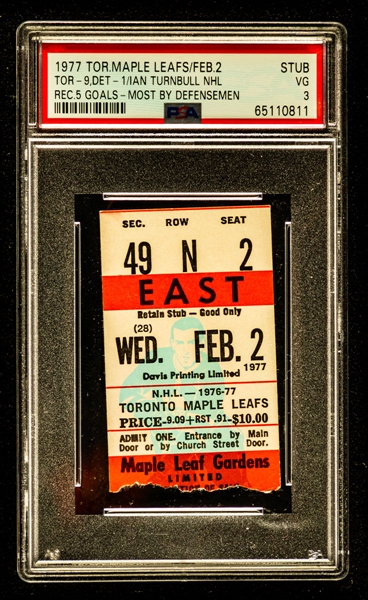 1977 TOR.MAPLE LEAFS/FEB.2 STUB
TOR-9,DET-1/IAN TURNBULL NHL VG
REC.5 GOALS-MOST BY DEFENSEMEN 3
PSA 65110811
SEC. ROW SEAT
49 N 2
EAST
Retain Stub — Good Only
(28)
WED. FEB. 2
1977
Davis Printing Limited
N.H.L. — 1976-77
TORONTO MAPLE LEAFS
PRICE-9.09+RST .91-$10.00
ADMIT ONE. Entrance by Main
Door or by Church Street Door.
Maple Leaf Gardens
LIMITED